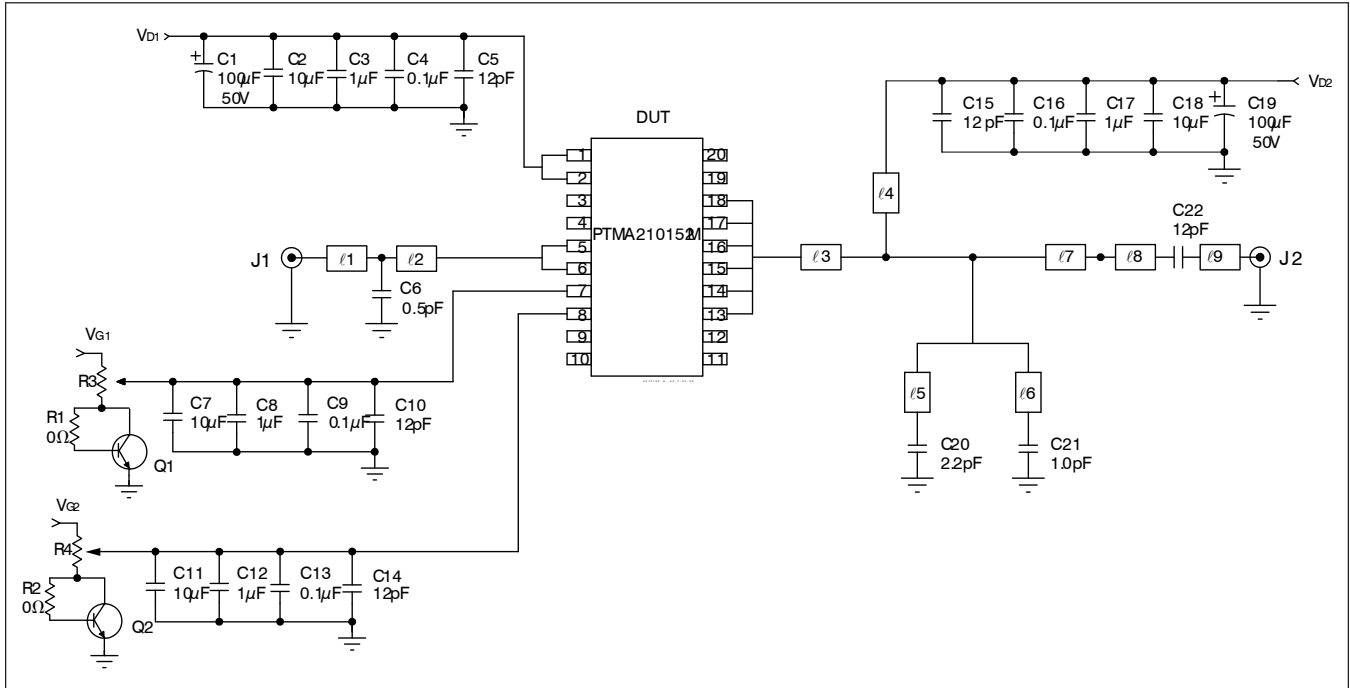 VD1
C1
100µF
50V
C2
10µF
C3
1µF
C4
0.1µF
C5
12pF
DUT
PTMA210152M
1
2
3
4
5
6
7
8
9
10
20
19
18
17
16
15
14
13
12
11
J1
ℓ1
ℓ2
C6
0.5pF
VG1
R3
R1
0Ω
Q1
C7
10µF
C8
1µF
C9
0.1µF
C10
12pF
VG2
R4
R2
0Ω
Q2
C11
10µF
C12
1µF
C13
0.1µF
C14
12pF
VD2
C15
12pF
C16
0.1µF
C17
1µF
C18
10µF
C19
100µF
50V
ℓ4
ℓ3
ℓ7
ℓ8
C22
12pF
ℓ9
J2
ℓ5
ℓ6
C20
2.2pF
C21
1.0pF